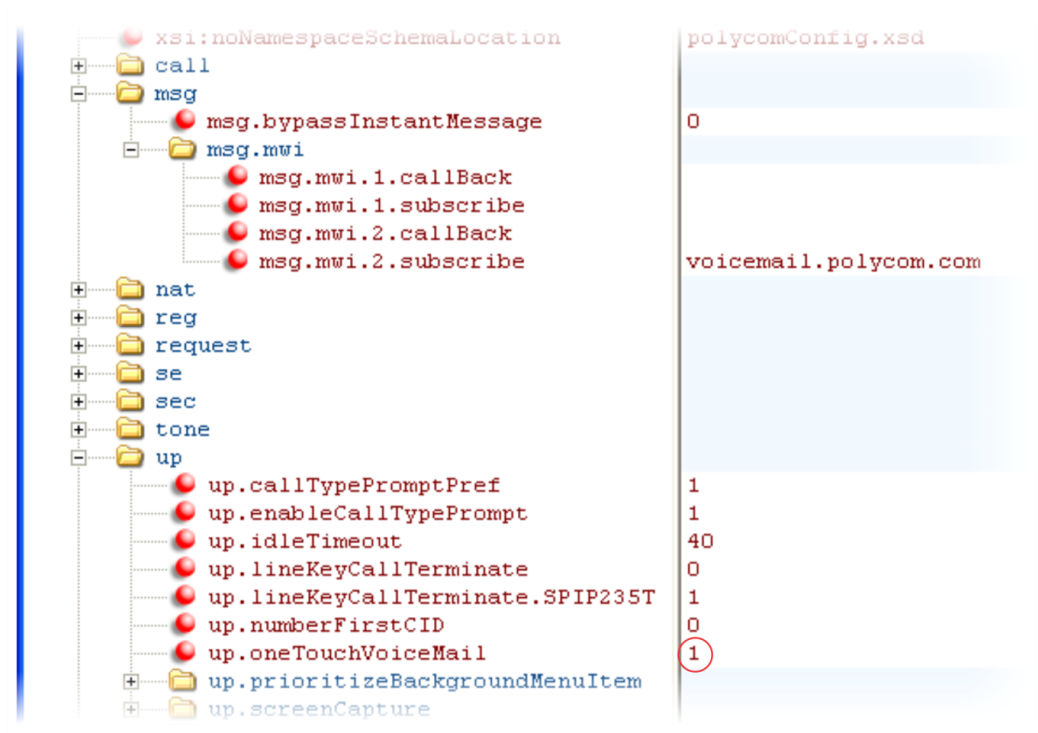 xsi:noNamespaceSchemaLocation polycomConfig.xsd
call
msg
msg.bypassInstantMessage 0
msg.mwi
msg.mwi.1.callBack
msg.mwi.1.subscribe
msg.mwi.2.callBack
msg.mwi.2.subscribe voicemail.polycom.com
nat
reg
request
se
sec
tone
up
up.callTypePromptPref 1
up.enableCallTypePrompt 1
up.idleTimeout 40
up.lineKeyCallTerminate 0
up.lineKeyCallTerminate.SPIP235T 1
up.numberFirstCID 0
up.oneTouchVoiceMail 1
up.prioritizeBackgroundMenuItem
up.screenCapture